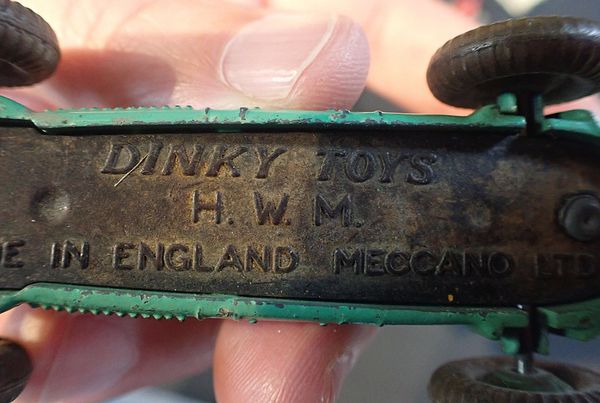 DINKY TOYS
H. W. M.
E IN ENGLAND MECCANO LTD